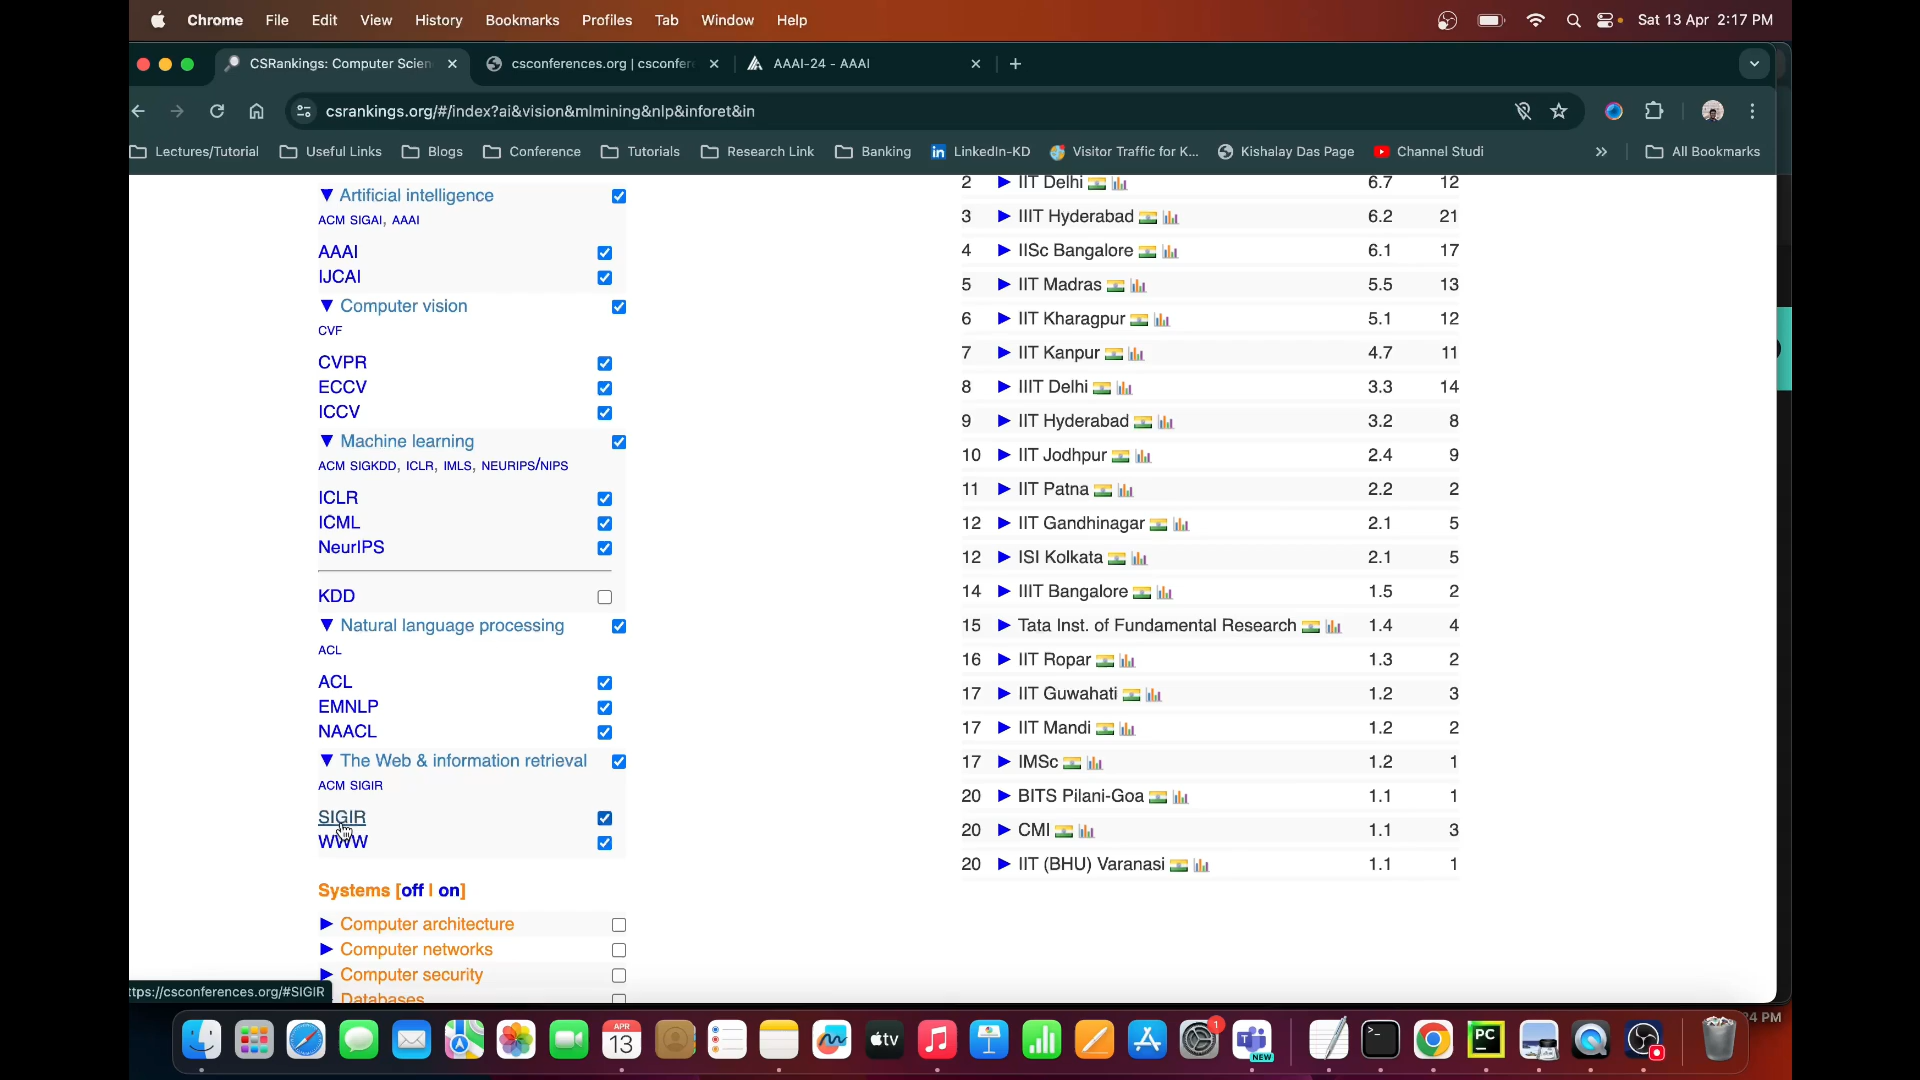 Chrome File Edit View History Bookmarks Profiles Tab Window Help Sat 13 Apr 2:17 PM
CSRankings: Computer Scien csconferences.org | csconfer AAAI-24 - AAAI
csrankings.org/#/index?ai&vision&mlmining&nlp&inforet&in
Lectures/Tutorial Useful Links Blogs Conference Tutorials Research Link Banking LinkedIn-KD Visitor Traffic for K... Kishalay Das Page Channel Studi » All Bookmarks
▼ Artificial intelligence
ACM SIGAI, AAAI
AAAI
IJCAI
▼ Computer vision
CVF
CVPR
ECCV
ICCV
▼ Machine learning
ACM SIGKDD, ICLR, IMLS, NEURIPS/NIPS
ICLR
ICML
NeurIPS
KDD
▼ Natural language processing
ACL
ACL
EMNLP
NAACL
▼ The Web & information retrieval
ACM SIGIR
SIGIR
WWW
Systems [off | on]
► Computer architecture
► Computer networks
► Computer security
Databases
ttps://csconferences.org/#SIGIR
2 ► IIT Delhi 6.7 12
3 ► IIIT Hyderabad 6.2 21
4 ► IISc Bangalore 6.1 17
5 ► IIT Madras 5.5 13
6 ► IIT Kharagpur 5.1 12
7 ► IIT Kanpur 4.7 11
8 ► IIIT Delhi 3.3 14
9 ► IIT Hyderabad 3.2 8
10 ► IIT Jodhpur 2.4 9
11 ► IIT Patna 2.2 2
12 ► IIT Gandhinagar 2.1 5
12 ► ISI Kolkata 2.1 5
14 ► IIIT Bangalore 1.5 2
15 ► Tata Inst. of Fundamental Research 1.4 4
16 ► IIT Ropar 1.3 2
17 ► IIT Guwahati 1.2 3
17 ► IIT Mandi 1.2 2
17 ► IMSc 1.2 1
20 ► BITS Pilani-Goa 1.1 1
20 ► CMI 1.1 3
20 ► IIT (BHU) Varanasi 1.1 1
APR
13
tv
1
NEW
PC
4 PM